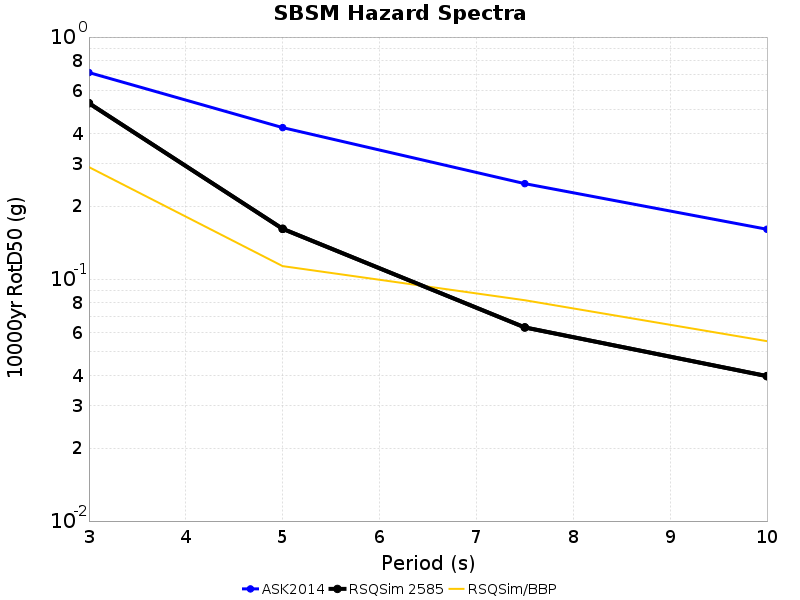 SBSM Hazard Spectra
10000yr RotD50 (g)
10^0
8
6
4
3
2
10^-1
8
6
4
3
2
10^-2
3 4 5 6 7 8 9 10
Period (s)
ASK2014 RSQSim 2585 RSQSim/BBP